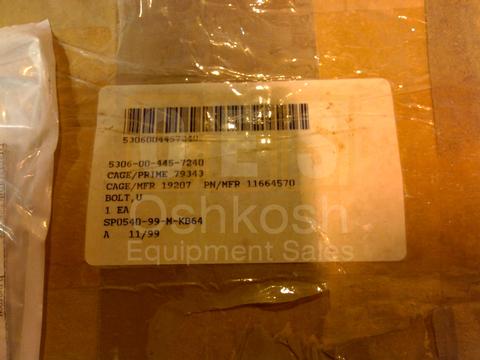 5306004457240
5306-00-445-7240
CAGE/PRIME 79343
CAGE/MFR 19207 PN/MFR 11664570
BOLT,U
1 EA
SP0540-99-M-KB64
A 11/99
Oshkosh
Equipment Sales